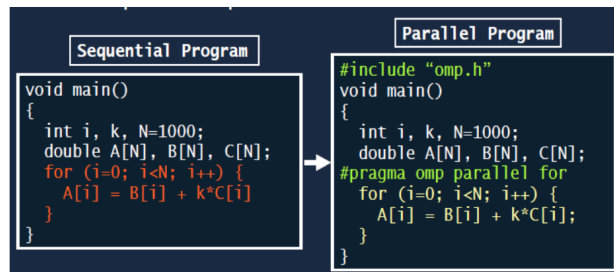 Sequential Program
void main()
{
int i, k, N=1000;
double A[N], B[N], C[N];
for (i=0; i<N; i++) {
A[i] = B[i] + k*C[i]
}
}
Parallel Program
#include “omp.h”
void main()
{
int i, k, N=1000;
double A[N], B[N], C[N];
#pragma omp parallel for
for (i=0; i<N; i++) {
A[i] = B[i] + k*C[i];
}
}